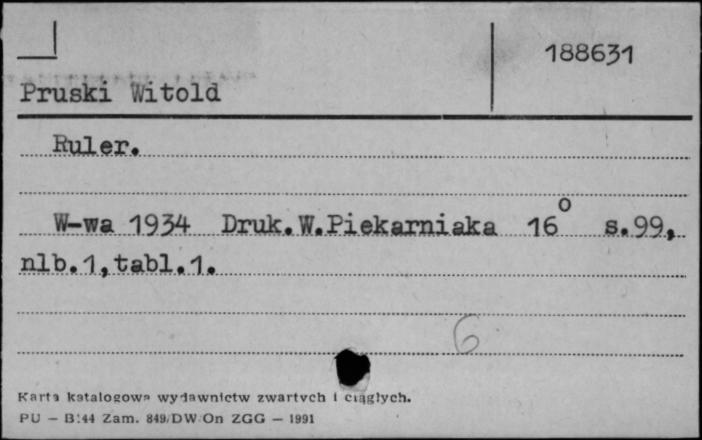 188631
Pruski Witold
Ruler.
W-wa 1934 Druk.W.Piekarniaka 16° s.99,
nlb.1,tabl.1.
6
Karta katalogowa wydawnictw zwartych i ciągłych.
PU – B:44 Zam. 849/DW/On ZGG – 1991